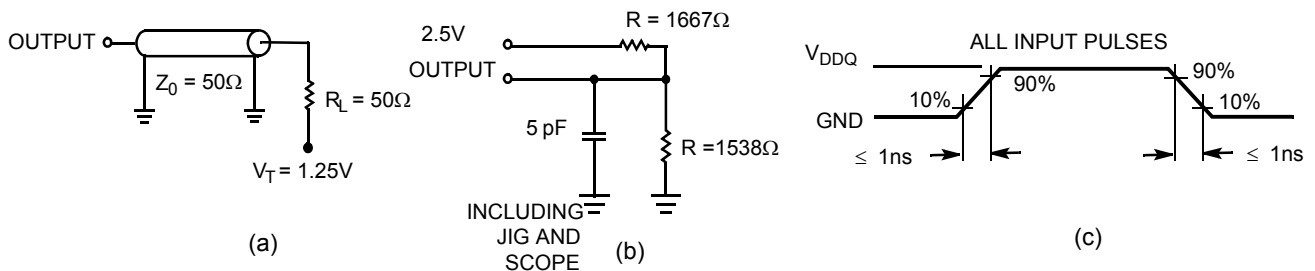 OUTPUT
Z0 = 50Ω
RL = 50Ω
VT = 1.25V
(a)
R = 1667Ω
2.5V
OUTPUT
5 pF
R =1538Ω
INCLUDING
JIG AND
SCOPE
(b)
ALL INPUT PULSES
VDDQ
90%
90%
10%
10%
GND
≤ 1ns
≤ 1ns
(c)